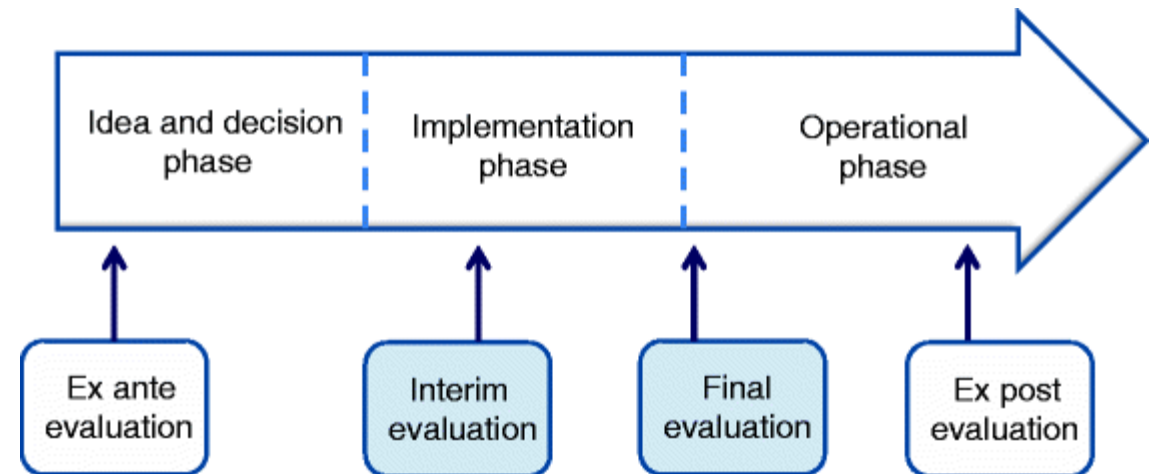 Idea and decision
phase
Implementation
phase
Operational
phase
Ex ante
evaluation
Interim
evaluation
Final
evaluation
Ex post
evaluation